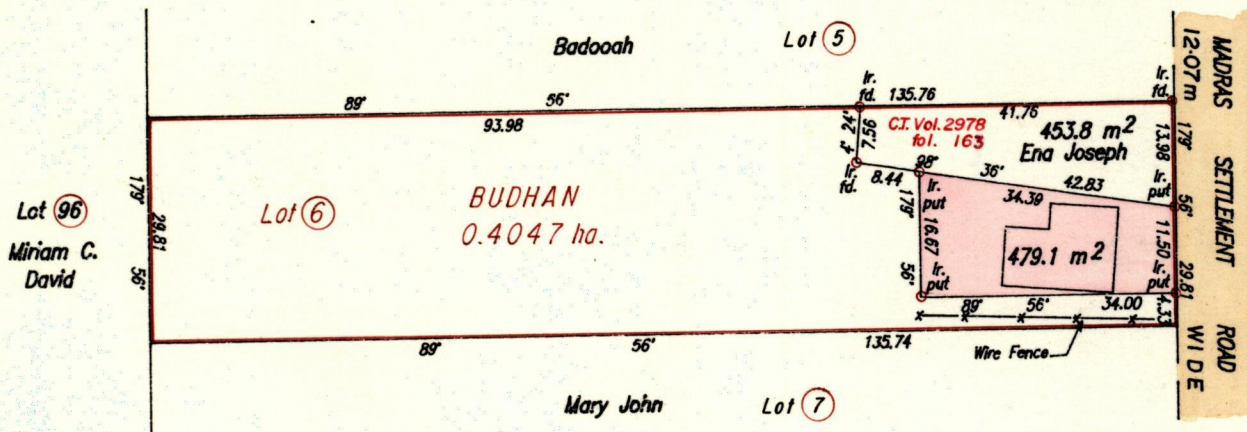 Badooah
Lot 5
MADRAS SETTLEMENT ROAD
12·07m WIDE
89° 56'
Ir. fd.
135.76
Ir. fd.
93.98
41.76
4° 24'
7.56
C.T. Vol. 2978
fol. 163
453.8 m²
Ena Joseph
179°
13.98
Ir. fd.
8.44
98° 36'
34.39
42.83
Ir. put
Ir. put
179° 56'
29.81
Lot 96
Miriam C.
David
Lot 6
BUDHAN
0.4047 ha.
179° 56'
16.67
479.1 m²
56'
11.50
Ir. put
Ir. put
29.81
89° 56' 34.00
4.33
89° 56'
135.74
Wire Fence
Mary John
Lot 7